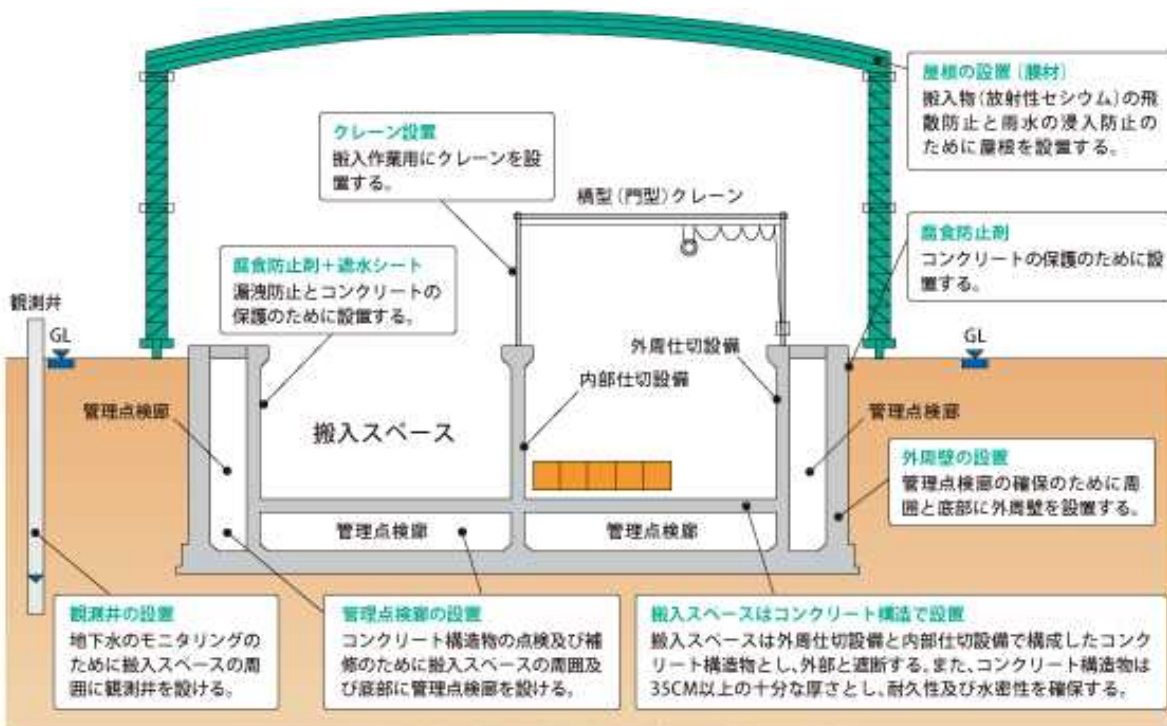 屋根の設置（膜材）
搬入物(放射性セシウム)の飛
散防止と雨水の浸入防止の
ために屋根を設置する。
クレーン設置
搬入作業用にクレーンを設
置する。
橋型（門型）クレーン
腐食防止剤
コンクリートの保護のために設
置する。
腐食防止剤＋遮水シート
漏洩防止とコンクリートの
保護のために設置する。
観測井
GL
GL
外周仕切設備
内部仕切設備
管理点検廊
搬入スペース
管理点検廊
外周壁の設置
管理点検廊の確保のために周
囲と底部に外周壁を設置する。
管理点検廊
管理点検廊
観測井の設置
地下水のモニタリングの
ために搬入スペースの周
囲に観測井を設ける。
管理点検廊の設置
コンクリート構造物の点検及び補
修のために搬入スペースの周囲及
び底部に管理点検廊を設ける。
搬入スペースはコンクリート構造で設置
搬入スペースは外周仕切設備と内部仕切設備で構成したコンク
リート構造物とし、外部と遮断する。また、コンクリート構造物は
35CM以上の十分な厚さとし、耐久性及び水密性を確保する。